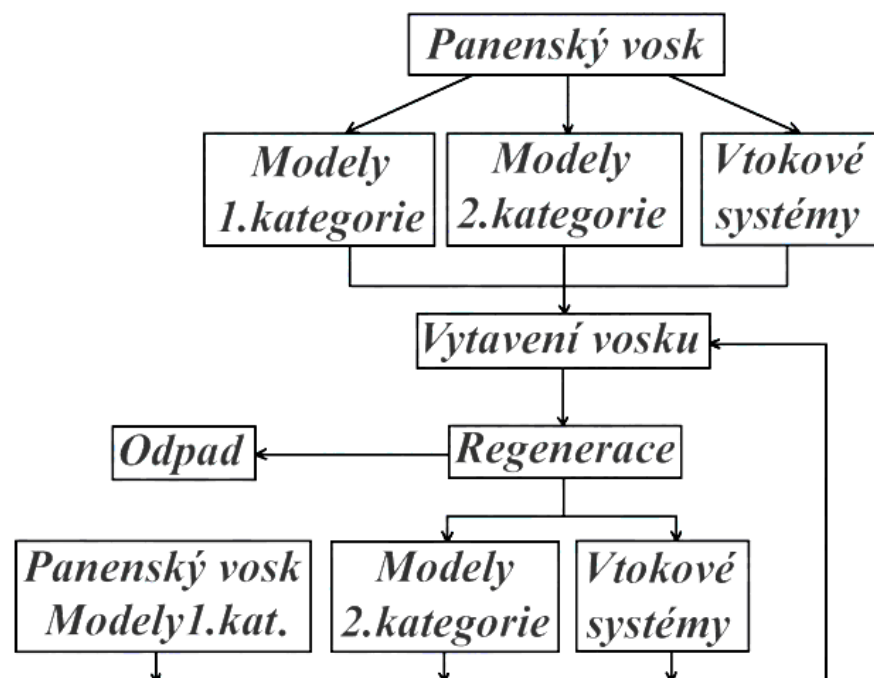 Panenský vosk
Modely
1.kategorie
Modely
2.kategorie
Vtokové
systémy
Vytavení vosku
Odpad
Regenerace
Panenský vosk
Modely1.kat.
Modely
2.kategorie
Vtokové
systémy